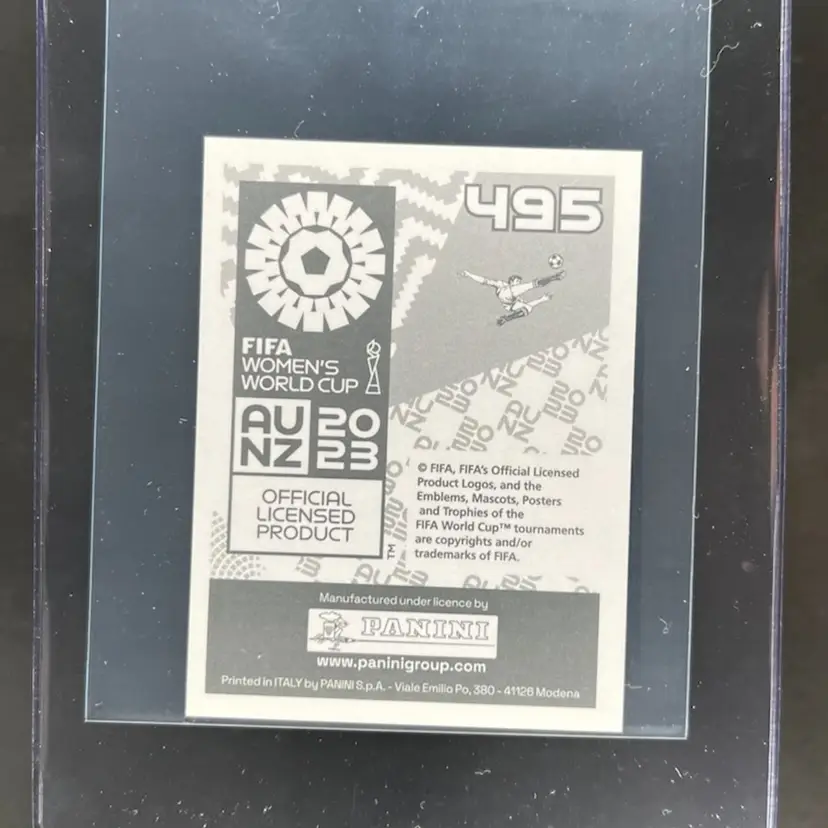 495
FIFA
WOMEN'S
WORLD CUP
AU 20
NZ 23
OFFICIAL
LICENSED
PRODUCT
TM
© FIFA, FIFA's Official Licensed
Product Logos, and the
Emblems, Mascots, Posters
and Trophies of the
FIFA World Cup™ tournaments
are copyrights and/or
trademarks of FIFA.
Manufactured under licence by
PANINI
www.paninigroup.com
Printed in ITALY by PANINI S.p.A. - Viale Emilio Po, 380 - 41126 Modena